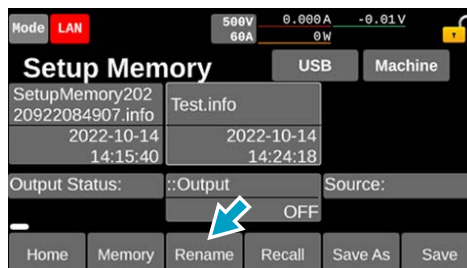 Mode LAN 500V 0.000A -0.01V
60A 0W
Setup Memory USB Machine
SetupMemory202
20922084907.info
2022-10-14
14:15:40
Test.info
2022-10-14
14:24:18
Output Status: ::Output Source:
OFF
Home Memory Rename Recall Save As Save